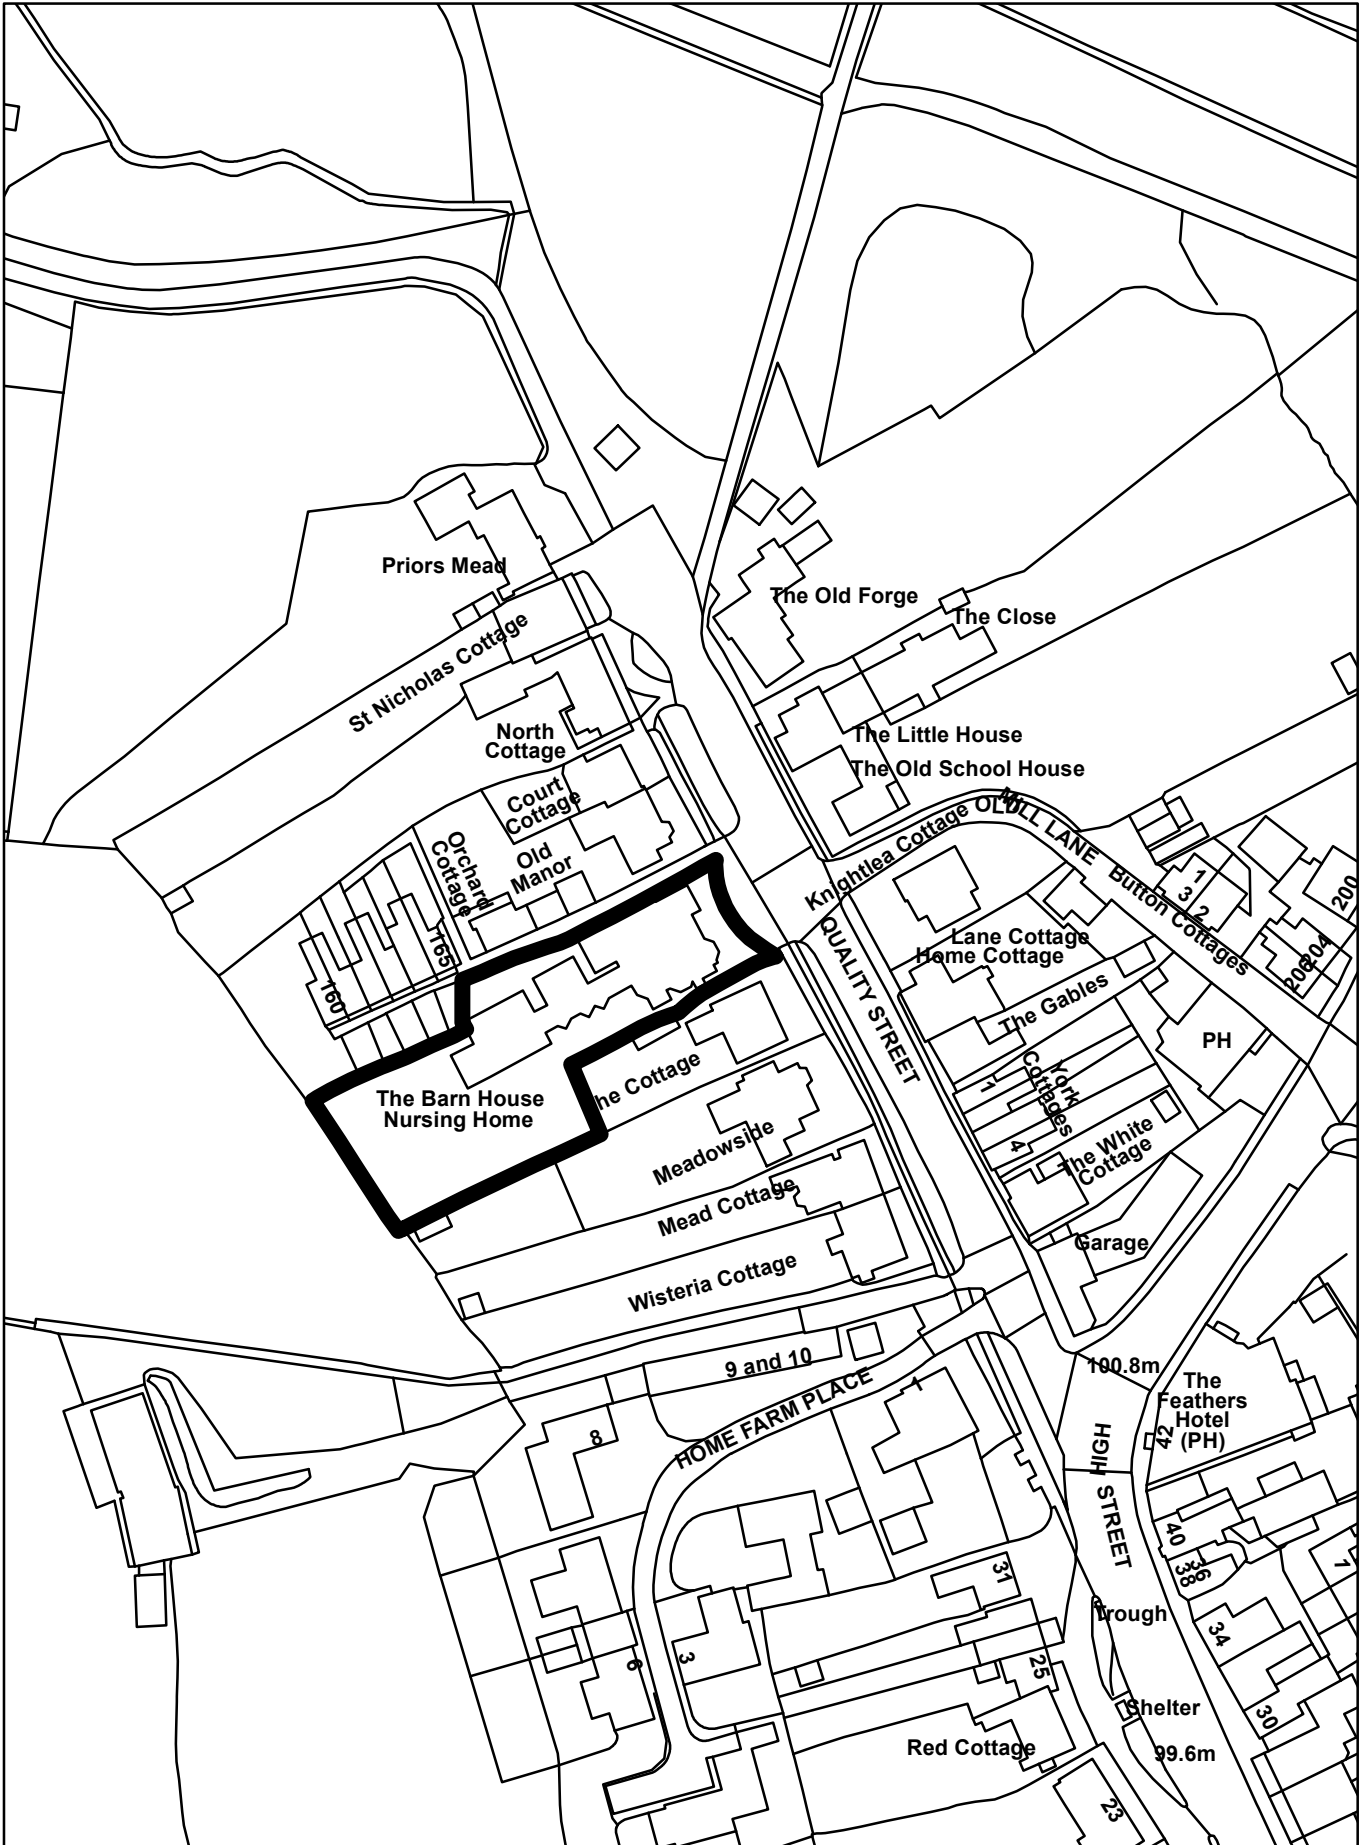 Priors Mead
The Old Forge
The Close
St Nicholas Cottage
North
Cottage
The Little House
The Old School House
Court
Cottage
OLD MILL LANE
Knightlea Cottage
Orchard
Cottage
Old
Manor
Button Cottages
1
3
2
200
204
206
165
160
QUALITY STREET
Lane Cottage
Home Cottage
The Gables
PH
The Barn House
Nursing Home
he Cottage
1
York
Cottages
4
The White
Cottage
Meadowside
Mead Cottage
Garage
Wisteria Cottage
9 and 10
100.8m
The
Feathers
Hotel
(PH)
42
1
HOME FARM PLACE
8
HIGH STREET
40
36
38
1
31
Trough
34
6
3
25
Shelter
30
Red Cottage
99.6m
23